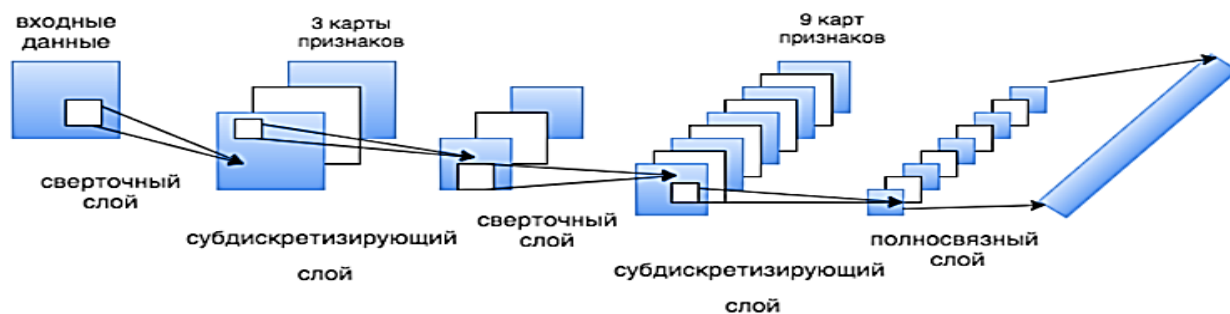 входные
данные
3 карты
признаков
9 карт
признаков
сверточный
слой
субдискретизирующий
слой
сверточный
слой
субдискретизирующий
слой
полносвязный
слой